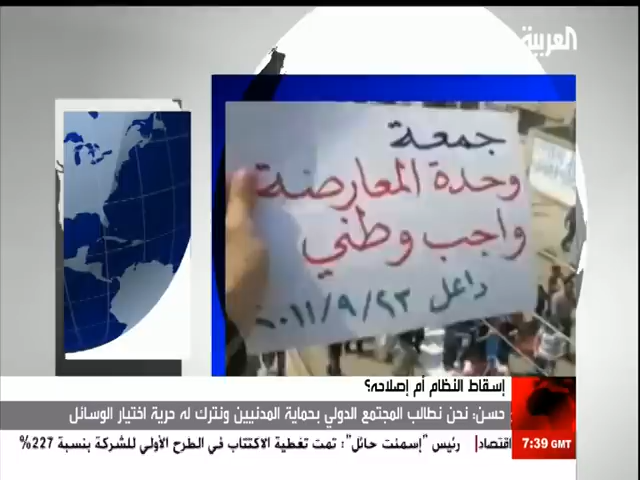 العربية
جمعة
وحدة المعارضة
واجب وطني
داعل ٢٠١١/٩/٢٣
إسقاط النظام أم إصلاحه؟
حسن: نحن نطالب المجتمع الدولي بحماية المدنيين ونترك له حرية اختيار الوسائل
7:39 GMT
اقتصاد| رئيس "إسمنت حائل": تمت تغطية الاكتتاب في الطرح الأولي للشركة بنسبة 227%